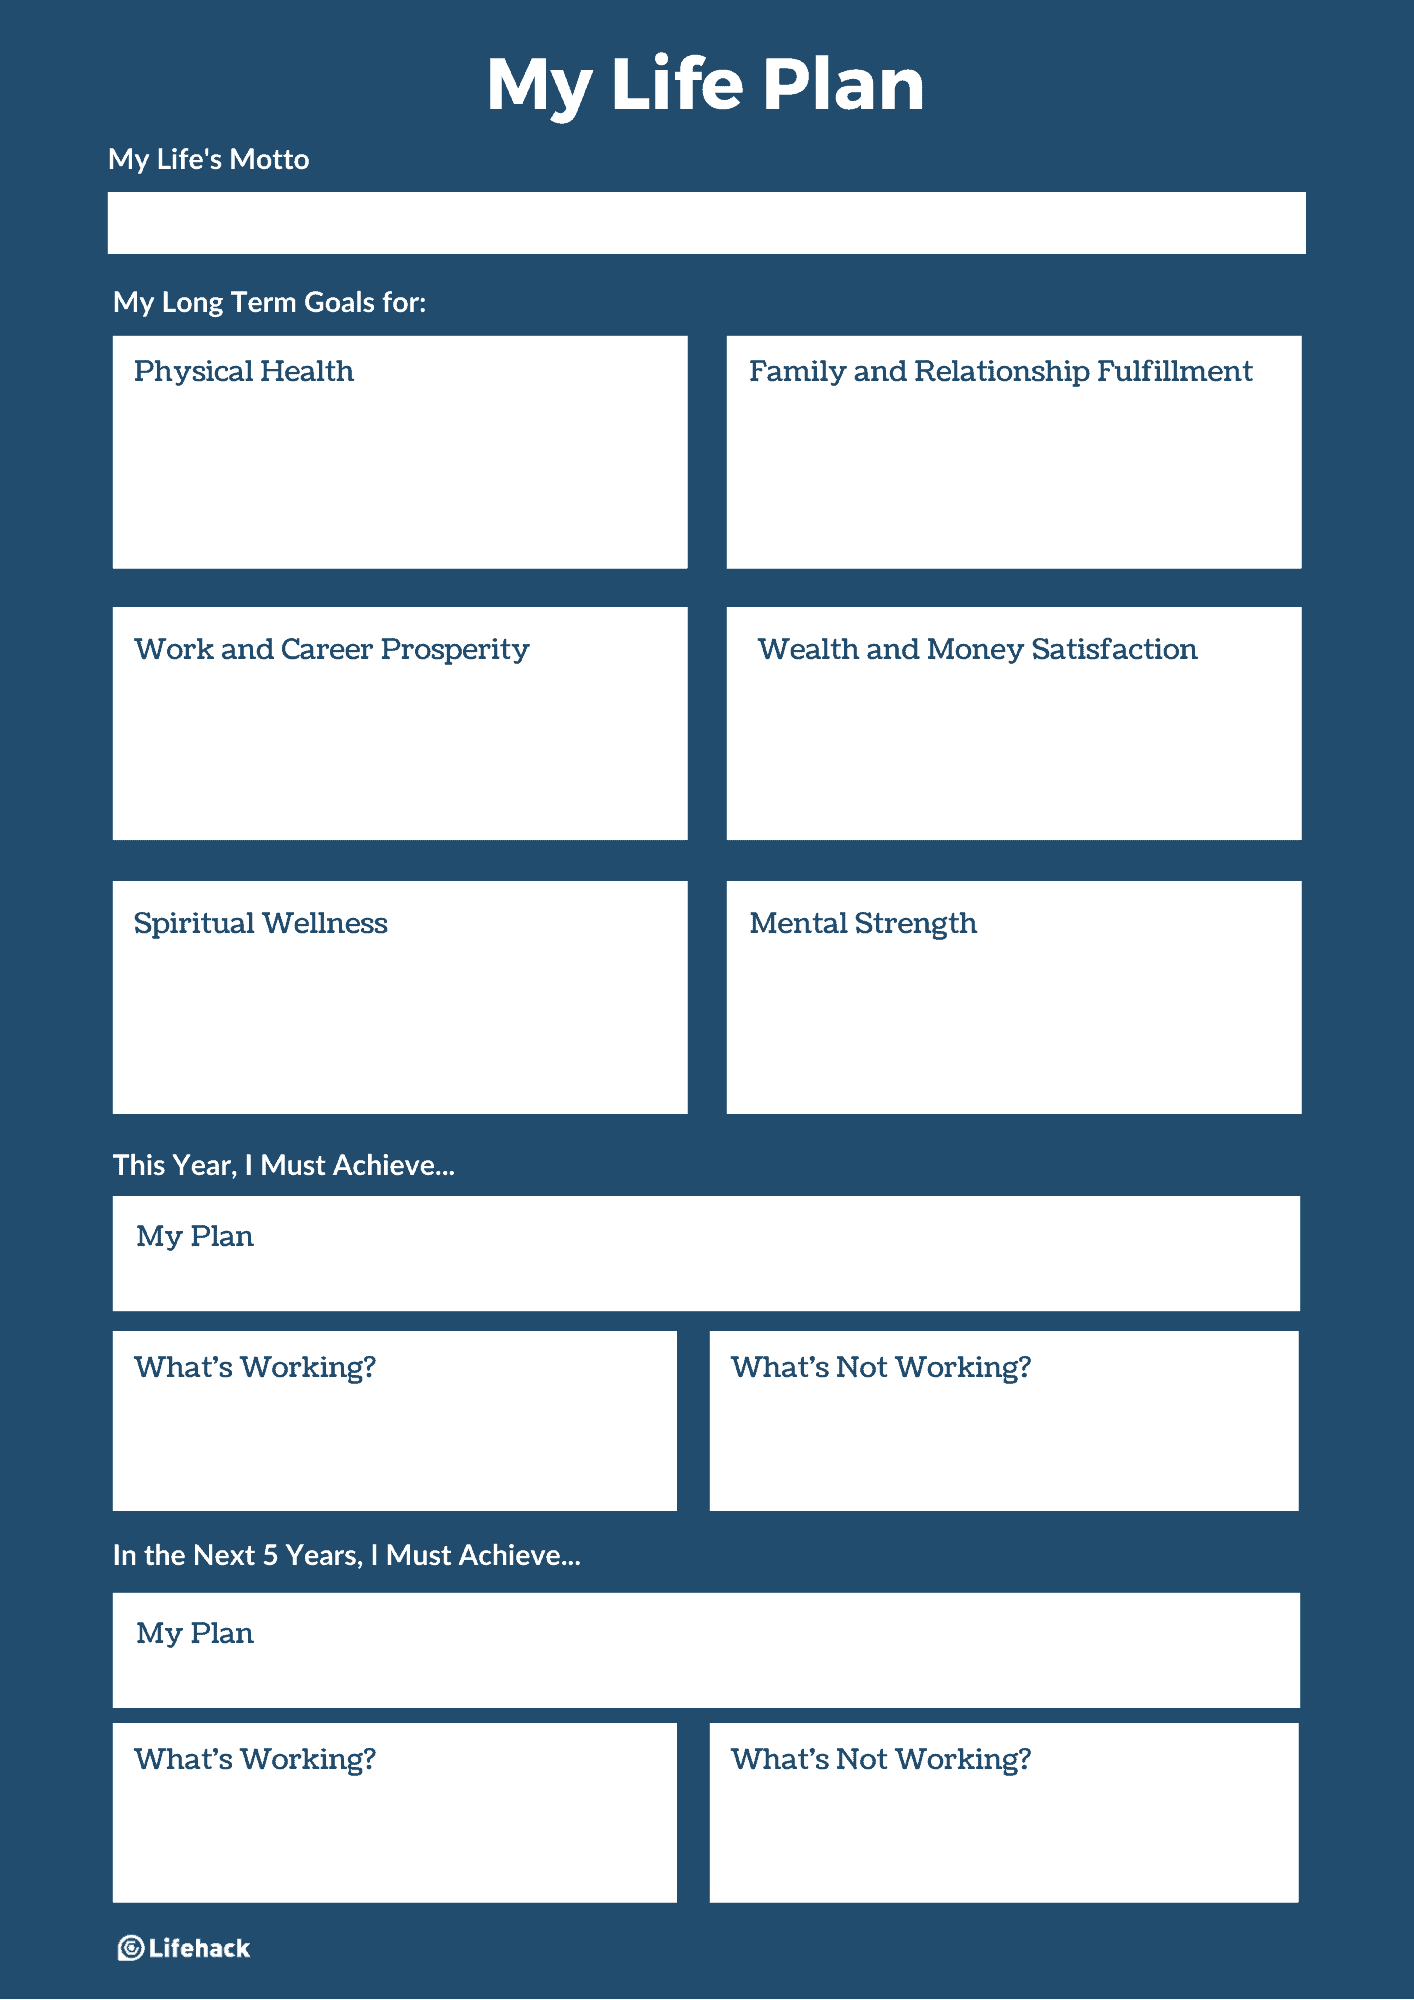 My Life Plan
My Life's Motto
My Long Term Goals for:
Physical Health
Family and Relationship Fulfillment
Work and Career Prosperity
Wealth and Money Satisfaction
Spiritual Wellness
Mental Strength
This Year, I Must Achieve...
My Plan
What's Working?
What's Not Working?
In the Next 5 Years, I Must Achieve...
My Plan
What's Working?
What's Not Working?
Lifehack